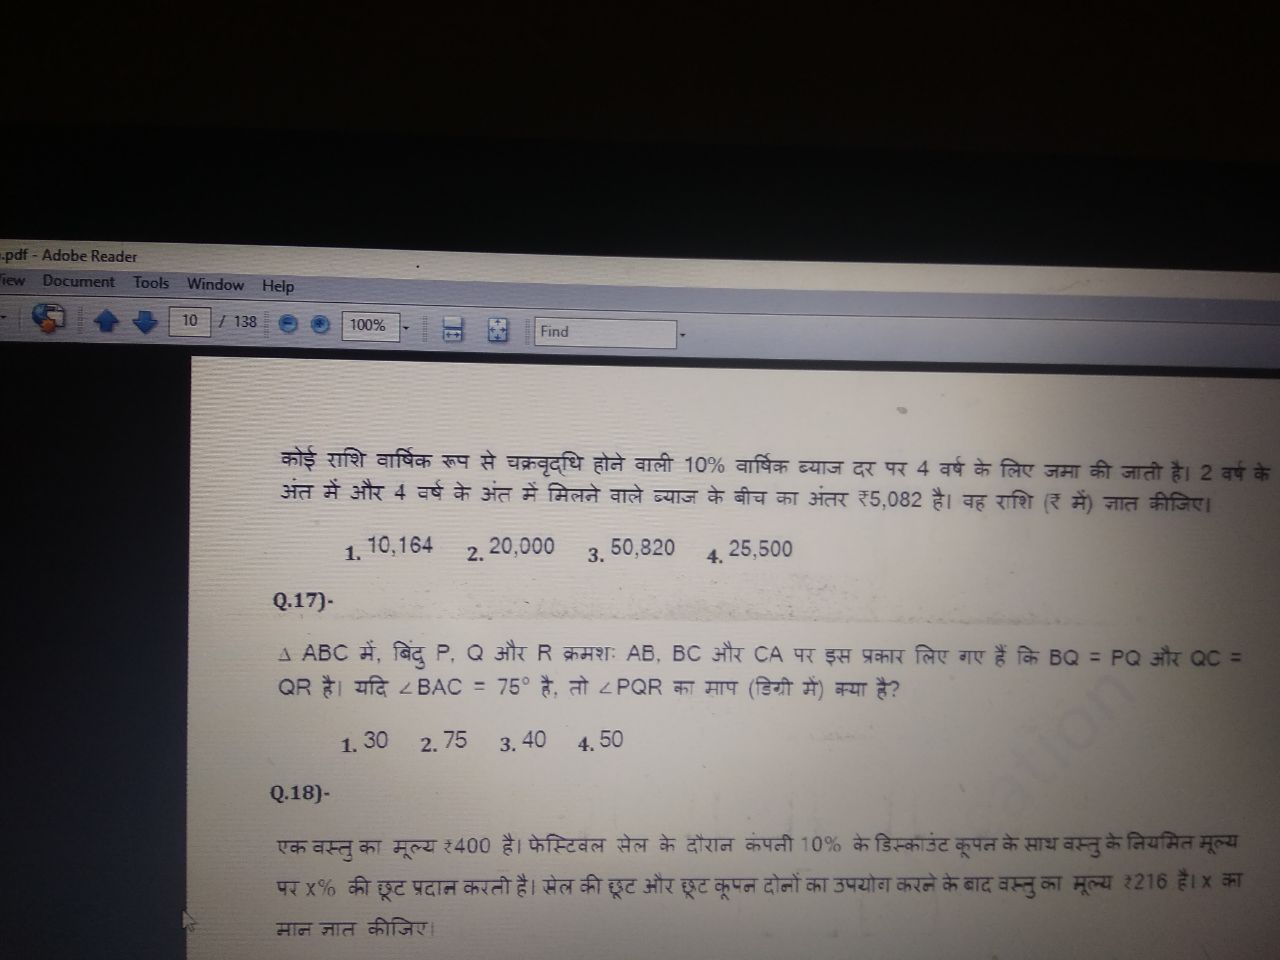 .pdf - Adobe Reader
Document Tools Window Help
10 / 138 100% Find
कोई राशि वार्षिक रूप से चक्रवृद्धि होने वाली 10% वार्षिक ब्याज दर पर 4 वर्ष के लिए जमा की जाती है। 2 वर्ष के
अंत में और 4 वर्ष के अंत में मिलने वाले ब्याज के बीच का अंतर ₹5,082 है। वह राशि (₹ में) ज्ञात कीजिए।
1. 10,164 2. 20,000 3. 50,820 4. 25,500
Q.17)-
Δ ABC में, बिंदु P, Q और R क्रमशः AB, BC और CA पर इस प्रकार लिए गए हैं कि BQ = PQ और QC =
QR है। यदि ∠BAC = 75° है, तो ∠PQR का माप (डिग्री में) क्या है?
1. 30 2. 75 3. 40 4. 50
Q.18)-
एक वस्तु का मूल्य ₹400 है। फेस्टिवल सेल के दौरान कंपनी 10% के डिस्काउंट कूपन के साथ वस्तु के नियमित मूल्य
पर x% की छूट प्रदान करती है। सेल की छूट और छूट कूपन दोनों का उपयोग करने के बाद वस्तु का मूल्य ₹216 है। x का
मान ज्ञात कीजिए।